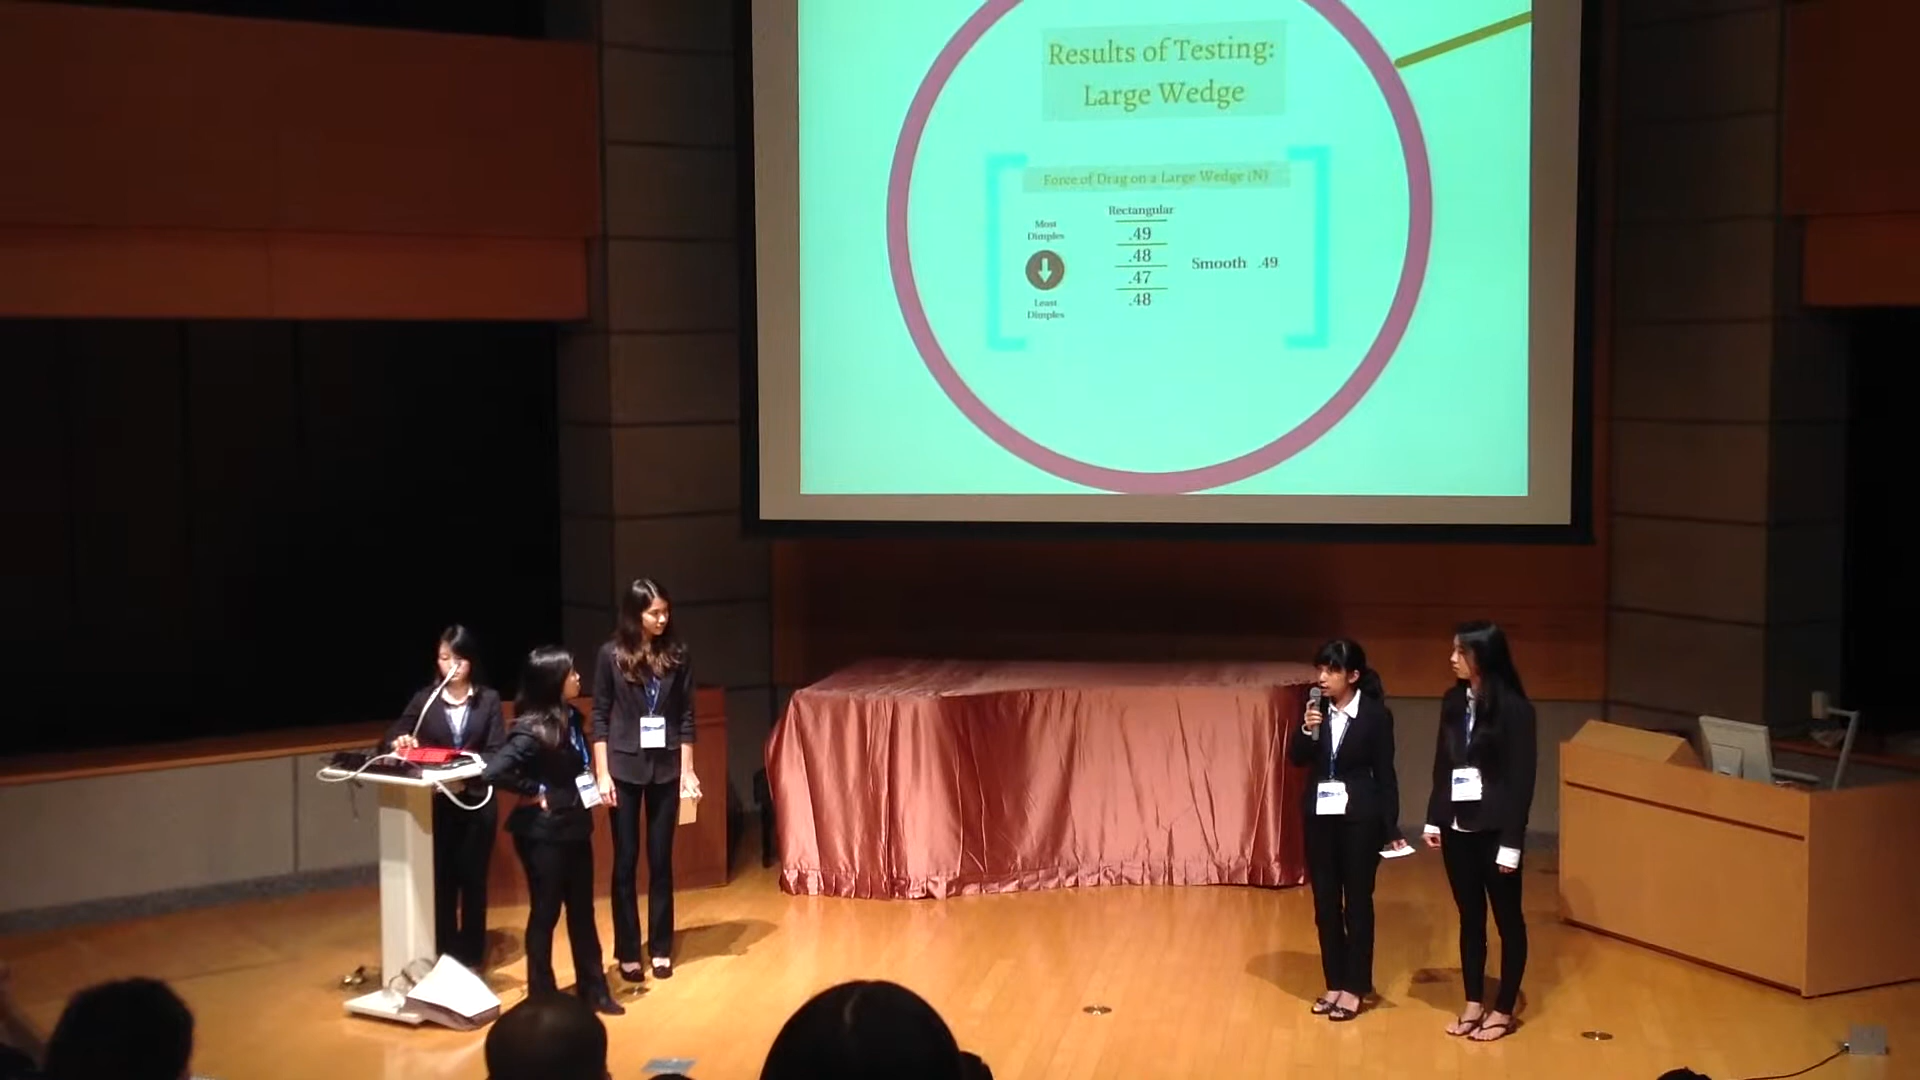 Results of Testing:
Large Wedge
Force of Drag on a Large Wedge (N)
Rectangular
Most
Dimples
.49
.48
.47
.48
Smooth .49
Least
Dimples